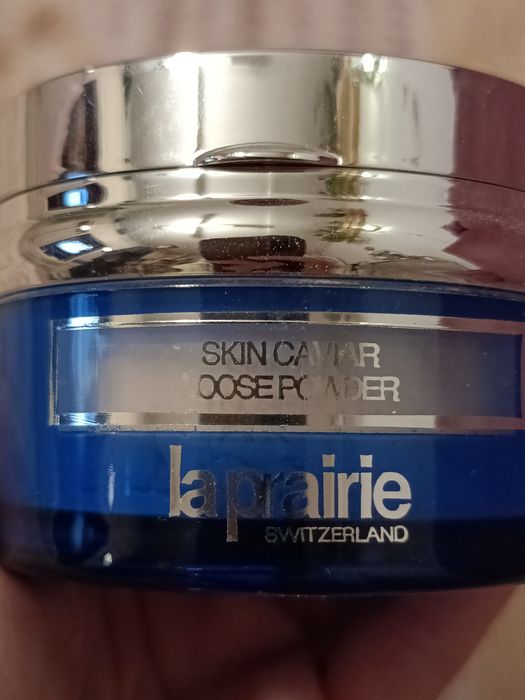 SKIN CAVIAR
LOOSE POWDER
la prairie
SWITZERLAND